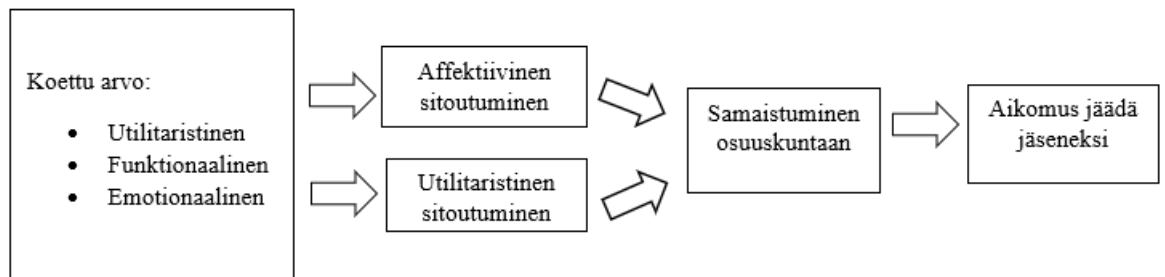 Koettu arvo:
• Utilitaristinen
• Funktionaalinen
• Emotionaalinen
Affektiivinen
sitoutuminen
Utilitaristinen
sitoutuminen
Samaistuminen
osuuskuntaan
Aikomus jäädä
jäseneksi